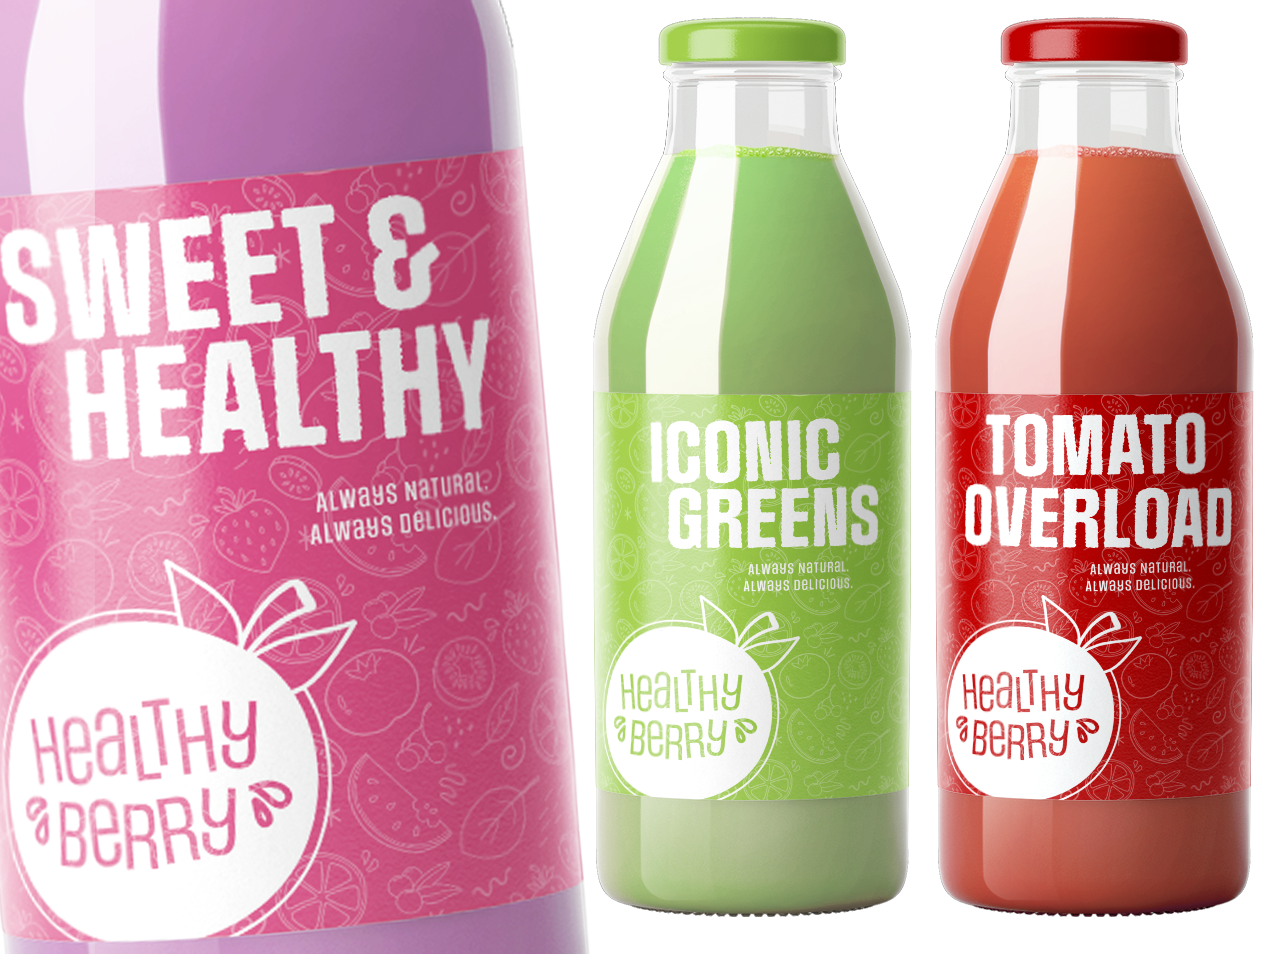 SWEET &
HEALTHY
ALWAYS NATURAL.
ALWAYS DELICIOUS.
HEALTHY
BERRY
ICONIC
GREENS
ALWAYS NATURAL.
ALWAYS DELICIOUS.
HEALTHY
BERRY
TOMATO
OVERLOAD
ALWAYS NATURAL.
ALWAYS DELICIOUS.
HEALTHY
BERRY